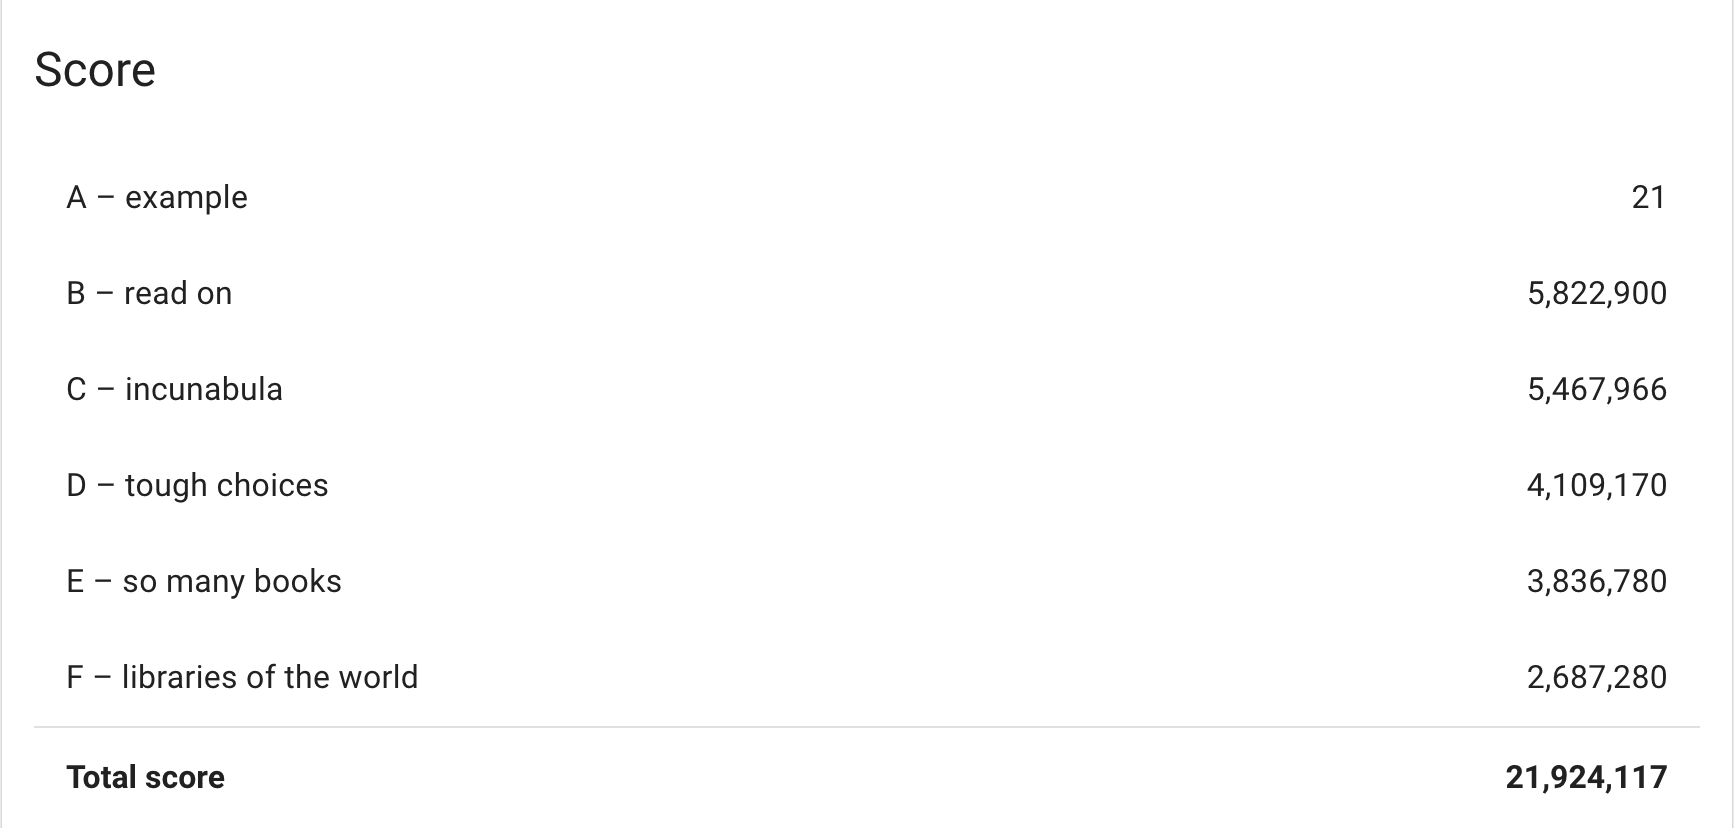 Score
A – example 21
B – read on 5,822,900
C – incunabula 5,467,966
D – tough choices 4,109,170
E – so many books 3,836,780
F – libraries of the world 2,687,280
Total score 21,924,117